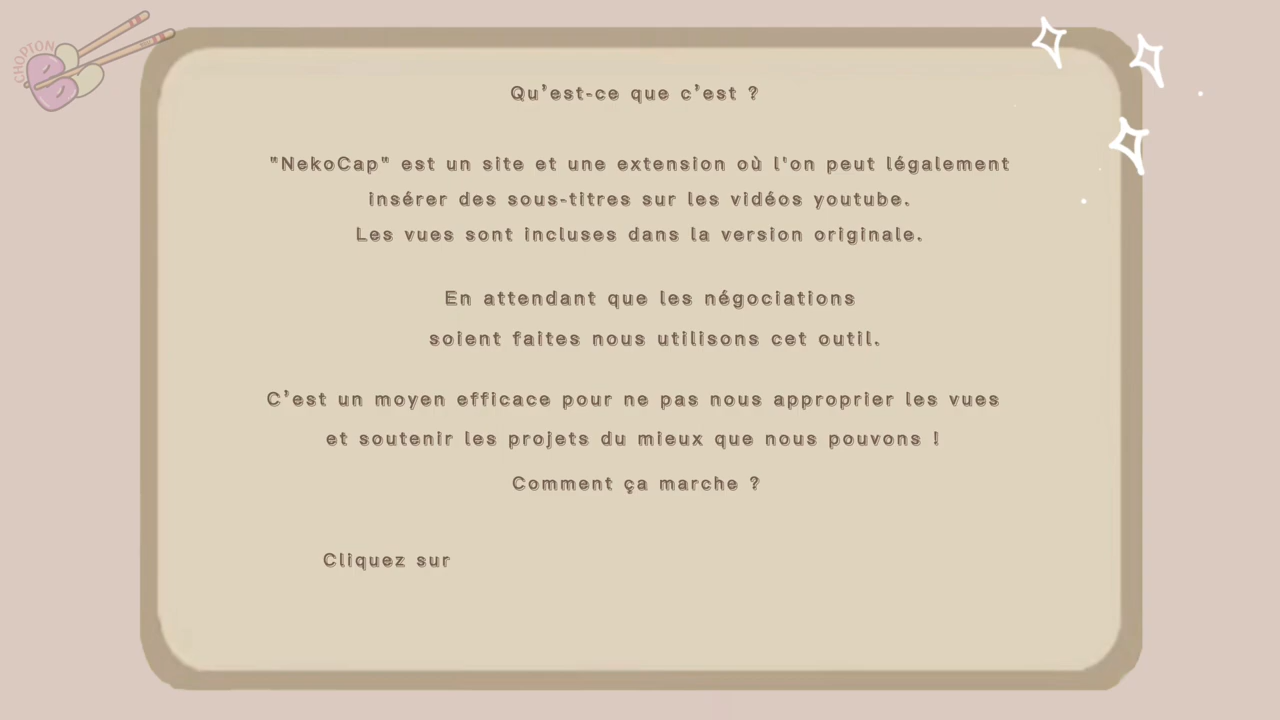 CHOPTON
Qu’est-ce que c’est ?
"NekoCap" est un site et une extension où l'on peut légalement
insérer des sous-titres sur les vidéos youtube.
Les vues sont incluses dans la version originale.
En attendant que les négociations
soient faites nous utilisons cet outil.
C’est un moyen efficace pour ne pas nous approprier les vues
et soutenir les projets du mieux que nous pouvons !
Comment ça marche ?
Cliquez sur